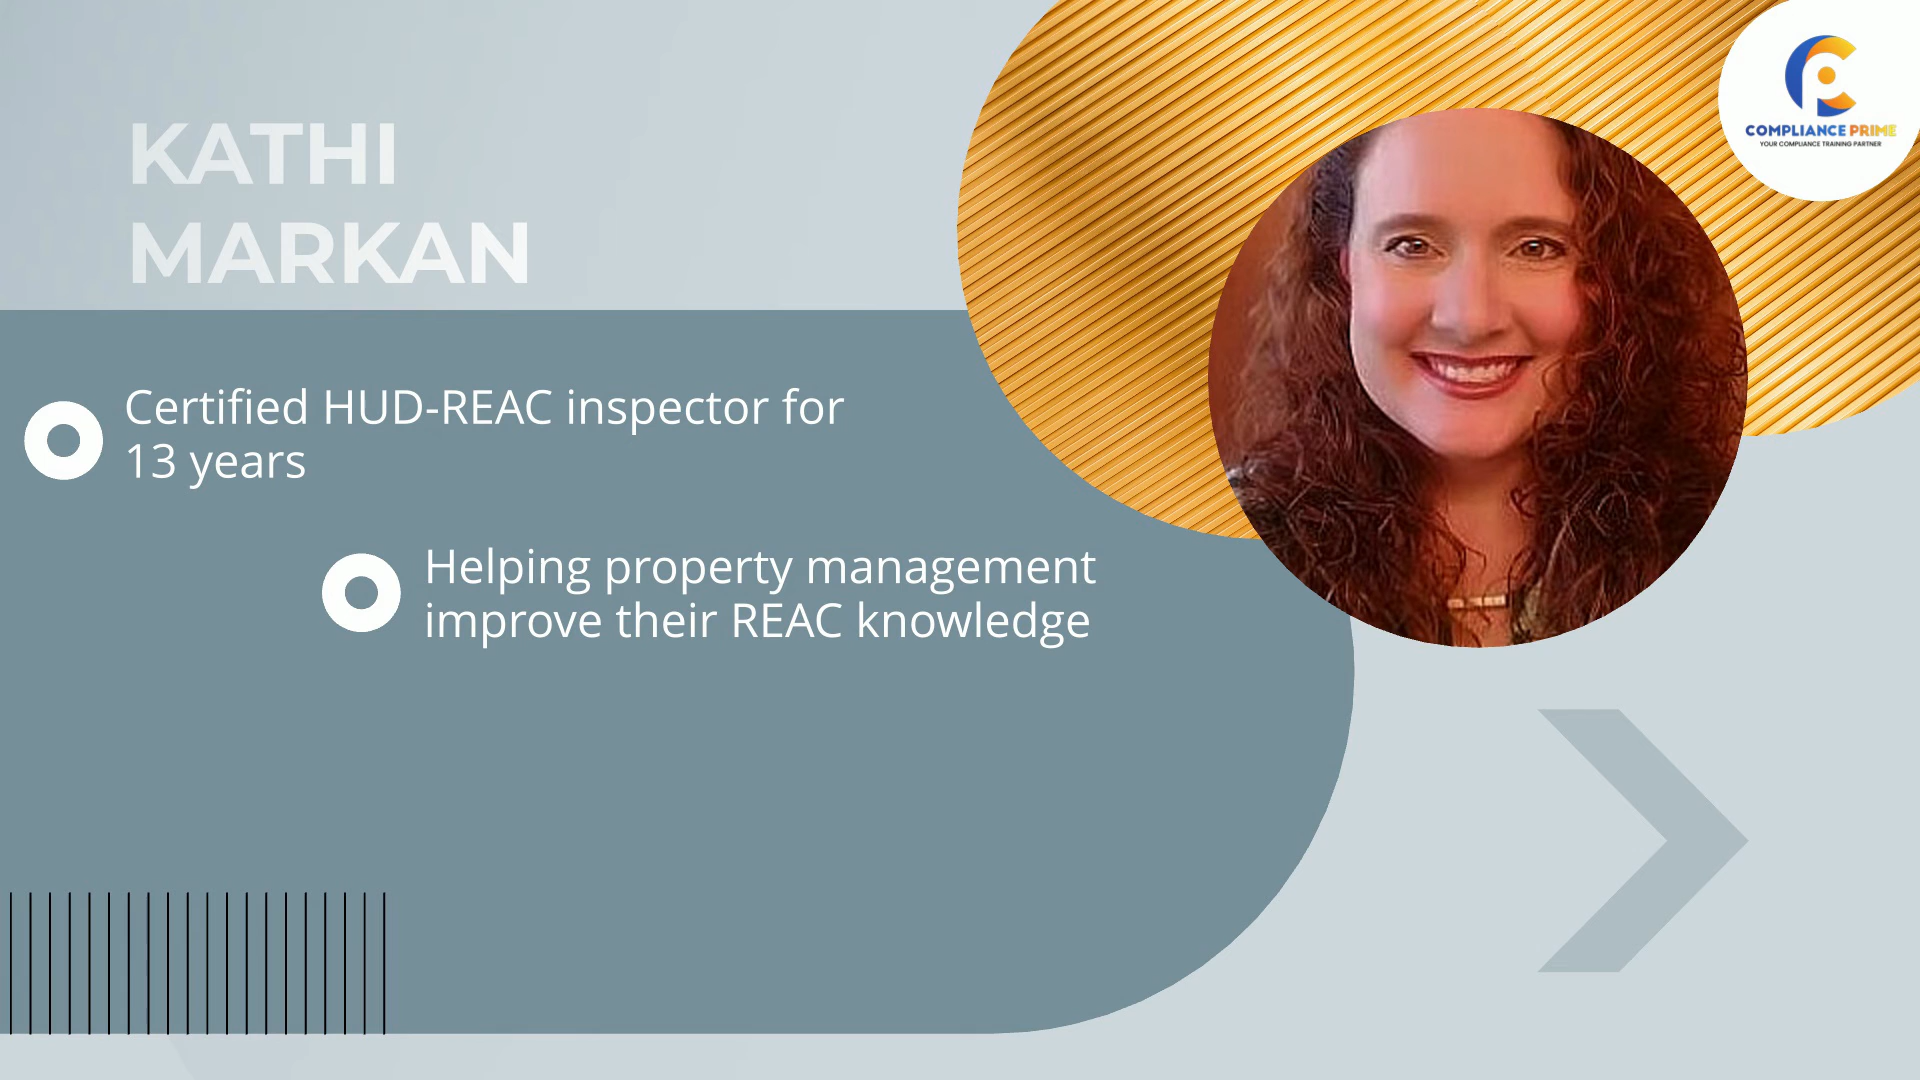 COMPLIANCE PRIME
YOUR COMPLIANCE TRAINING PARTNER
KATHI
MARKAN
Certified HUD-REAC inspector for
13 years
Helping property management
improve their REAC knowledge